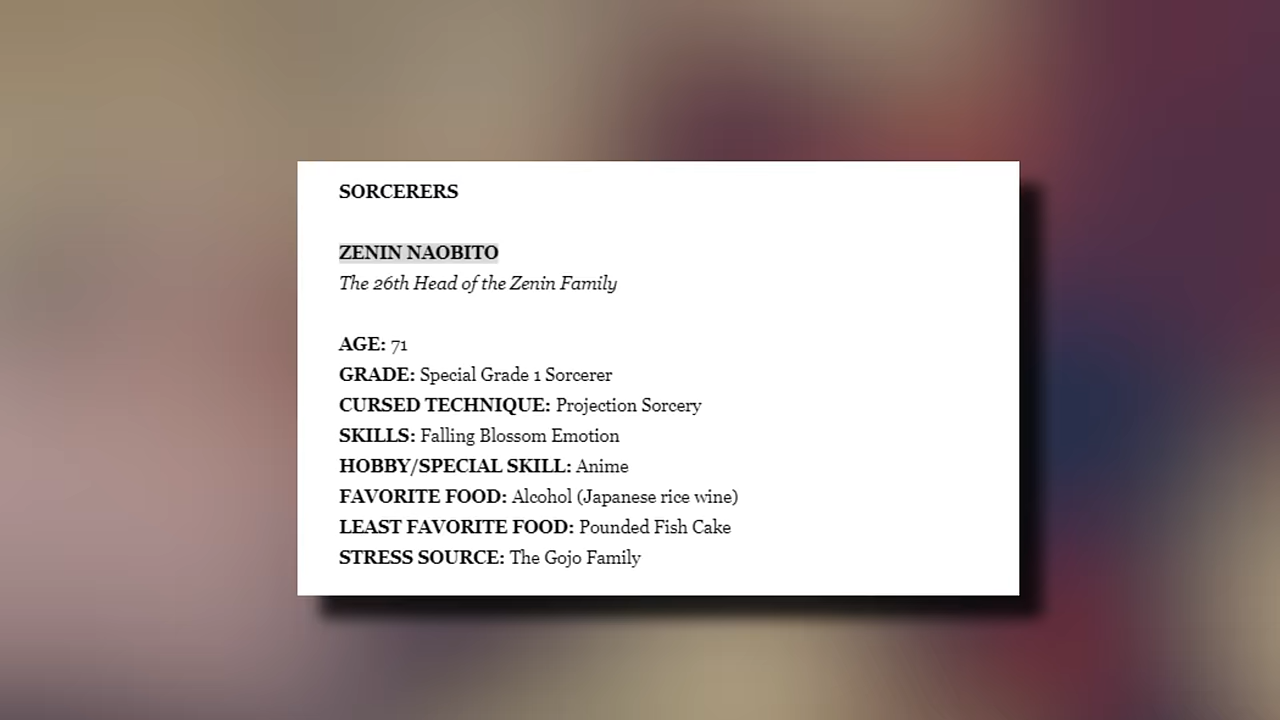 SORCERERS
ZENIN NAOBITO
The 26th Head of the Zenin Family
AGE: 71
GRADE: Special Grade 1 Sorcerer
CURSED TECHNIQUE: Projection Sorcery
SKILLS: Falling Blossom Emotion
HOBBY/SPECIAL SKILL: Anime
FAVORITE FOOD: Alcohol (Japanese rice wine)
LEAST FAVORITE FOOD: Pounded Fish Cake
STRESS SOURCE: The Gojo Family